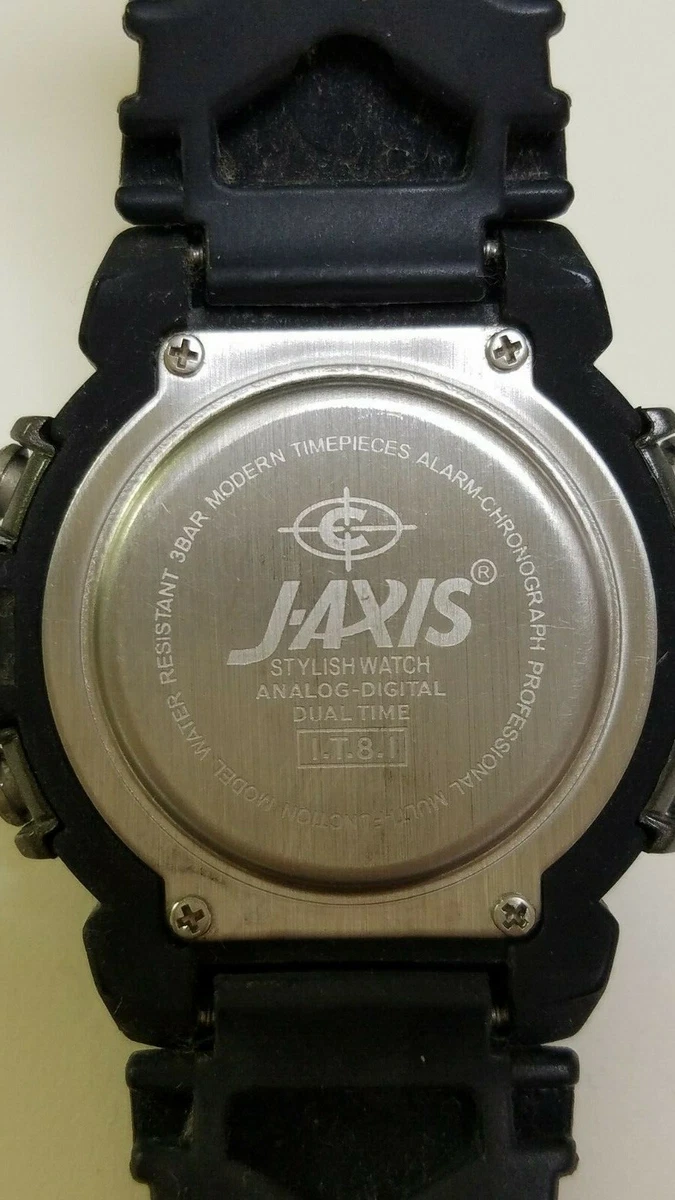 WATER RESISTANT 3BAR MODERN TIMEPIECES ALARM-CHRONOGRAPH PROFESSIONAL MULTI-FUNCTION MODEL
C
J-AXIS®
STYLISH WATCH
ANALOG-DIGITAL
DUAL TIME
I.T.8.1